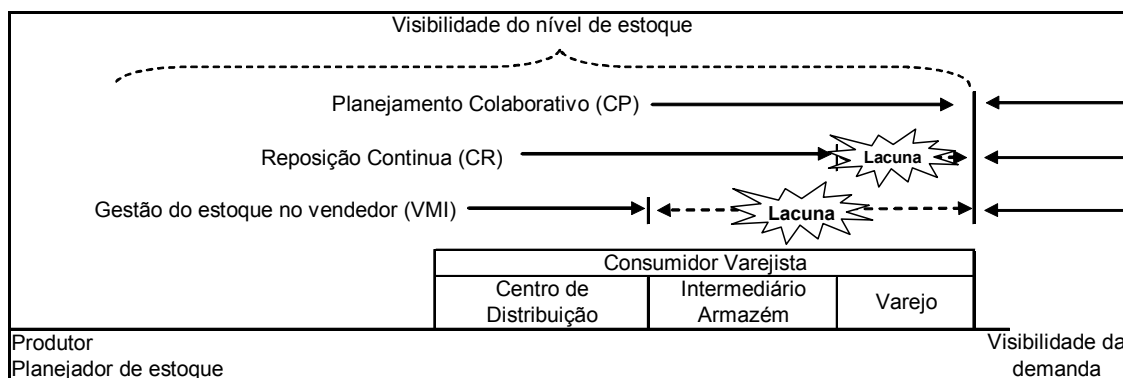 Visibilidade do nível de estoque
Planejamento Colaborativo (CP)
Reposição Continua (CR)
Lacuna
Gestão do estoque no vendedor (VMI)
Lacuna
Consumidor Varejista
Centro de
Distribuição
Intermediário
Armazém
Varejo
Produtor
Planejador de estoque
Visibilidade da
demanda